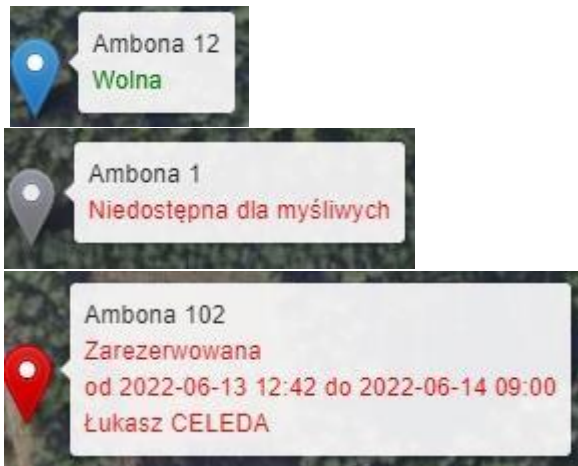 Ambona 12
Wolna
Ambona 1
Niedostępna dla myśliwych
Ambona 102
Zarezerwowana
od 2022-06-13 12:42 do 2022-06-14 09:00
Łukasz CELEDA